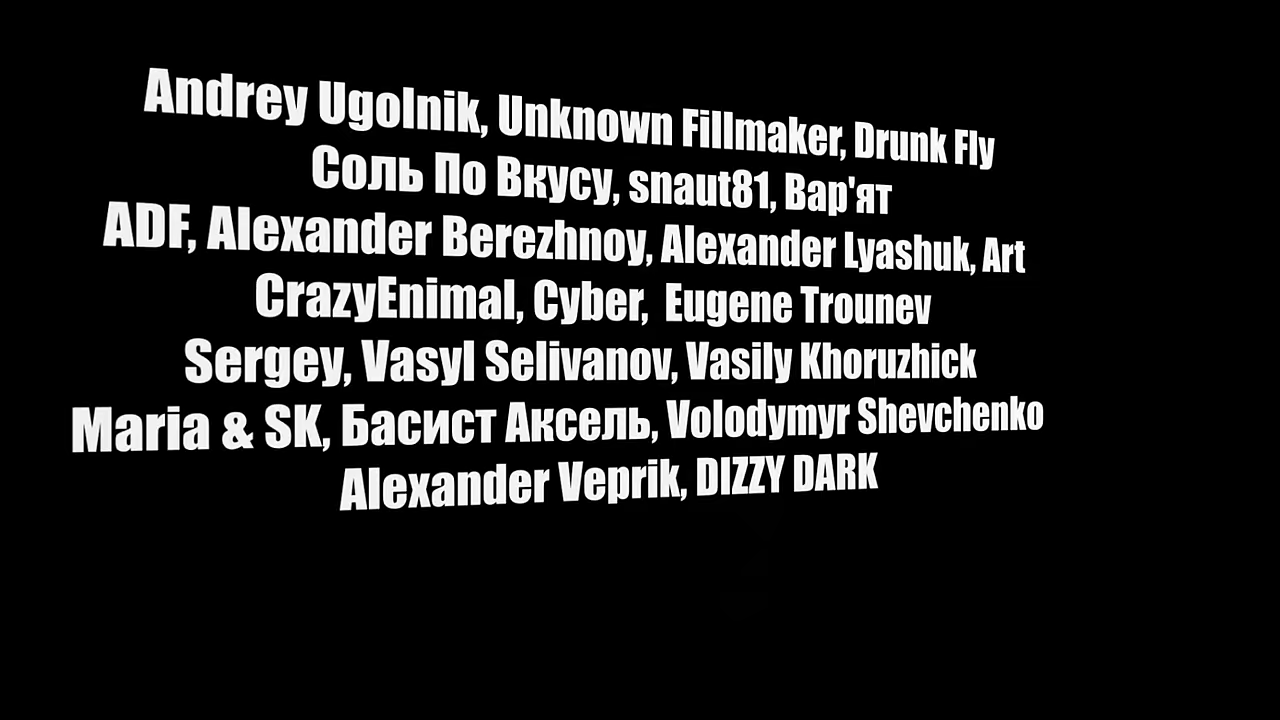 Andrey Ugolnik, Unknown Fillmaker, Drunk Fly
Соль По Вкусу, snaut81, Вар'ят
ADF, Alexander Berezhnoy, Alexander Lyashuk, Art
CrazyEnimal, Cyber, Eugene Trounev
Sergey, Vasyl Selivanov, Vasily Khoruzhick
Maria & SK, Басист Аксель, Volodymyr Shevchenko
Alexander Veprik, DIZZY DARK